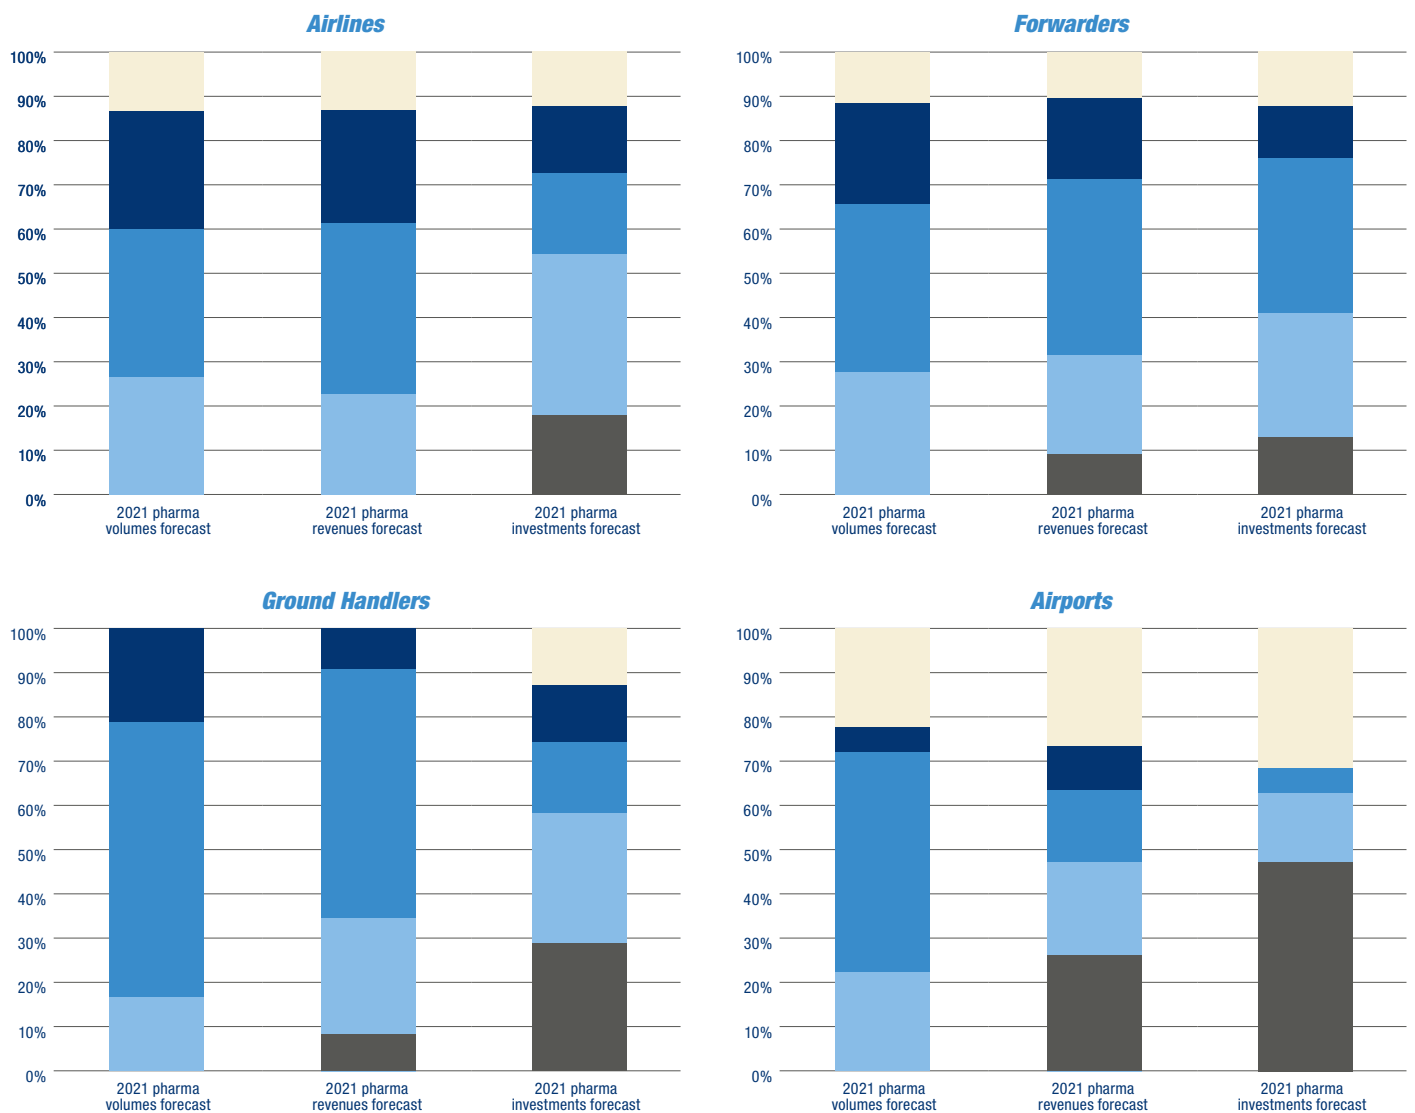 Airlines
100%
90%
80%
70%
60%
50%
40%
30%
20%
10%
0%
2021 pharma
volumes forecast
2021 pharma
revenues forecast
2021 pharma
investments forecast
Forwarders
100%
90%
80%
70%
60%
50%
40%
30%
20%
10%
0%
2021 pharma
volumes forecast
2021 pharma
revenues forecast
2021 pharma
investments forecast
Ground Handlers
100%
90%
80%
70%
60%
50%
40%
30%
20%
10%
0%
2021 pharma
volumes forecast
2021 pharma
revenues forecast
2021 pharma
investments forecast
Airports
100%
90%
80%
70%
60%
50%
40%
30%
20%
10%
0%
2021 pharma
volumes forecast
2021 pharma
revenues forecast
2021 pharma
investments forecast